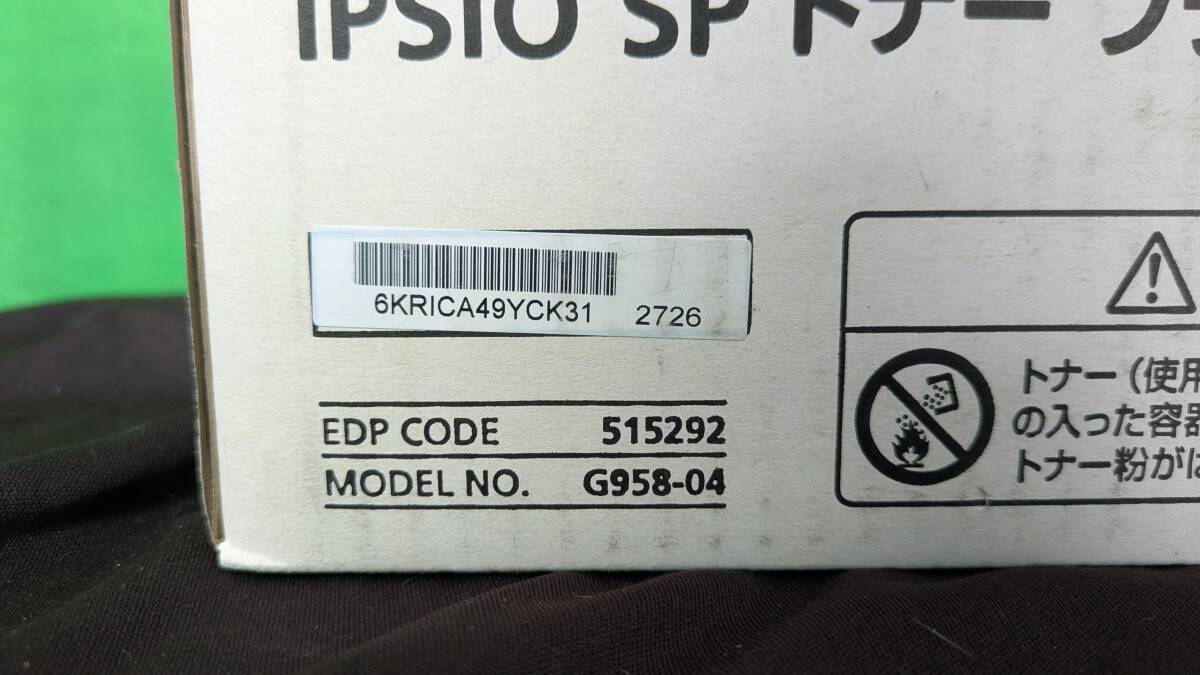 IPSIO SP トナー
6KRICA49YCK31 2726
EDP CODE 515292
MODEL NO. G958-04
トナー(使用
の入った容器
トナー粉が